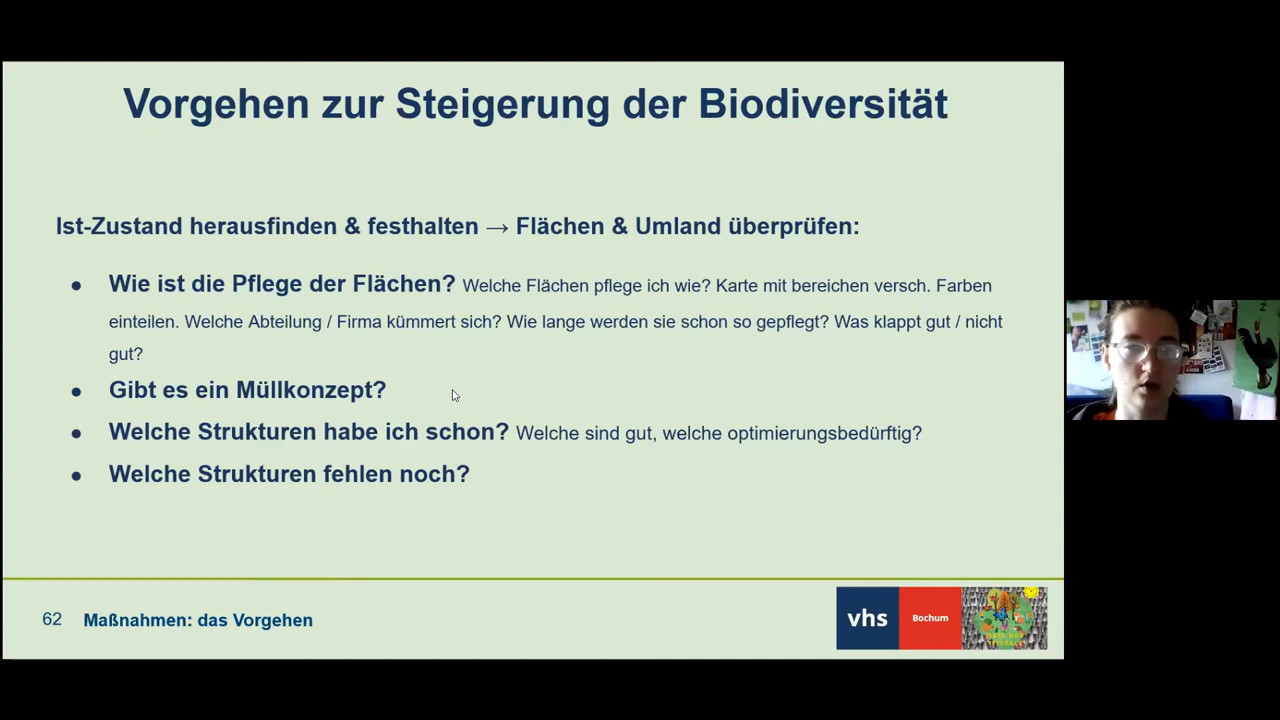 Vorgehen zur Steigerung der Biodiversität
Ist-Zustand herausfinden & festhalten → Flächen & Umland überprüfen:
● Wie ist die Pflege der Flächen? Welche Flächen pflege ich wie? Karte mit bereichen versch. Farben
einteilen. Welche Abteilung / Firma kümmert sich? Wie lange werden sie schon so gepflegt? Was klappt gut / nicht
gut?
● Gibt es ein Müllkonzept?
● Welche Strukturen habe ich schon? Welche sind gut, welche optimierungsbedürftig?
● Welche Strukturen fehlen noch?
62 Maßnahmen: das Vorgehen
vhs Bochum